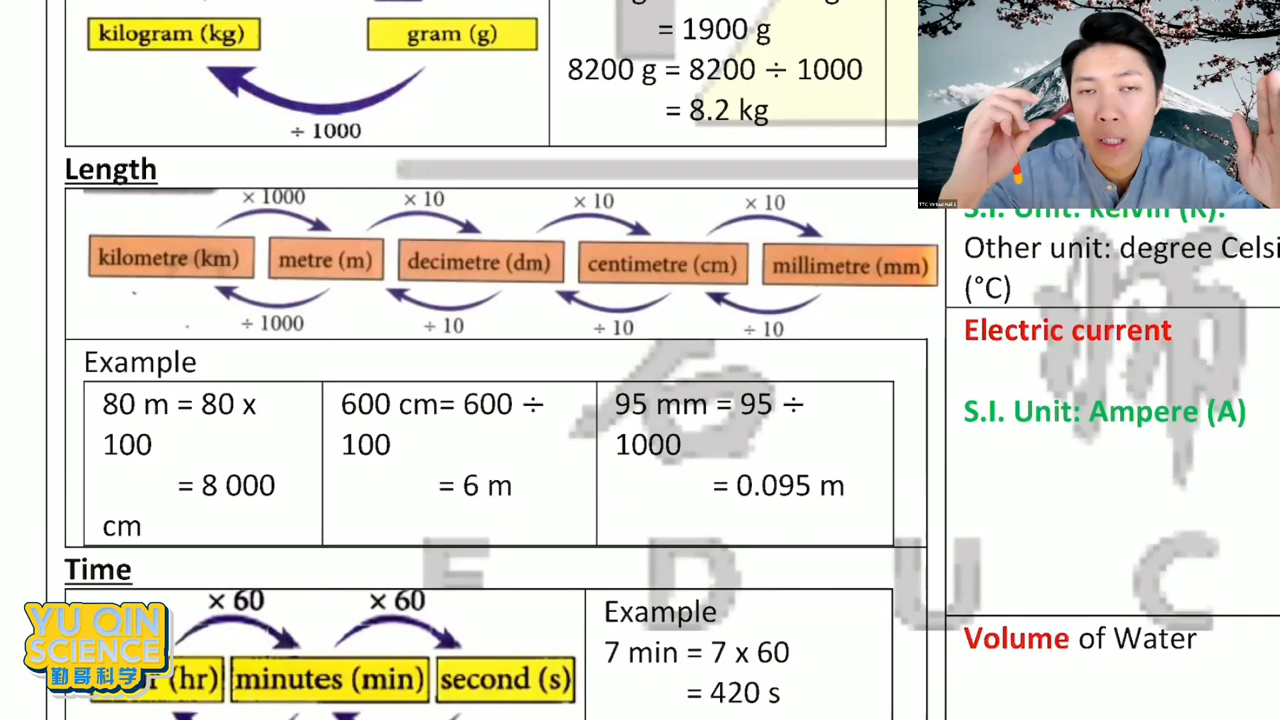 kilogram (kg)
gram (g)
÷ 1000
= 1900 g
8200 g = 8200 ÷ 1000
= 8.2 kg
Length
× 1000
× 10
× 10
× 10
kilometre (km)
metre (m)
decimetre (dm)
centimetre (cm)
millimetre (mm)
÷ 1000
÷ 10
÷ 10
÷ 10
Example
80 m = 80 x
100
= 8 000
cm
600 cm= 600 ÷
100
= 6 m
95 mm = 95 ÷
1000
= 0.095 m
Time
× 60
× 60
(hr)
minutes (min)
second (s)
Example
7 min = 7 x 60
= 420 s
S.I. Unit: kelvin (K).
Other unit: degree Celsi
(°C)
Electric current
S.I. Unit: Ampere (A)
Volume of Water
E D U C
YU QIN
SCIENCE
勤哥科学